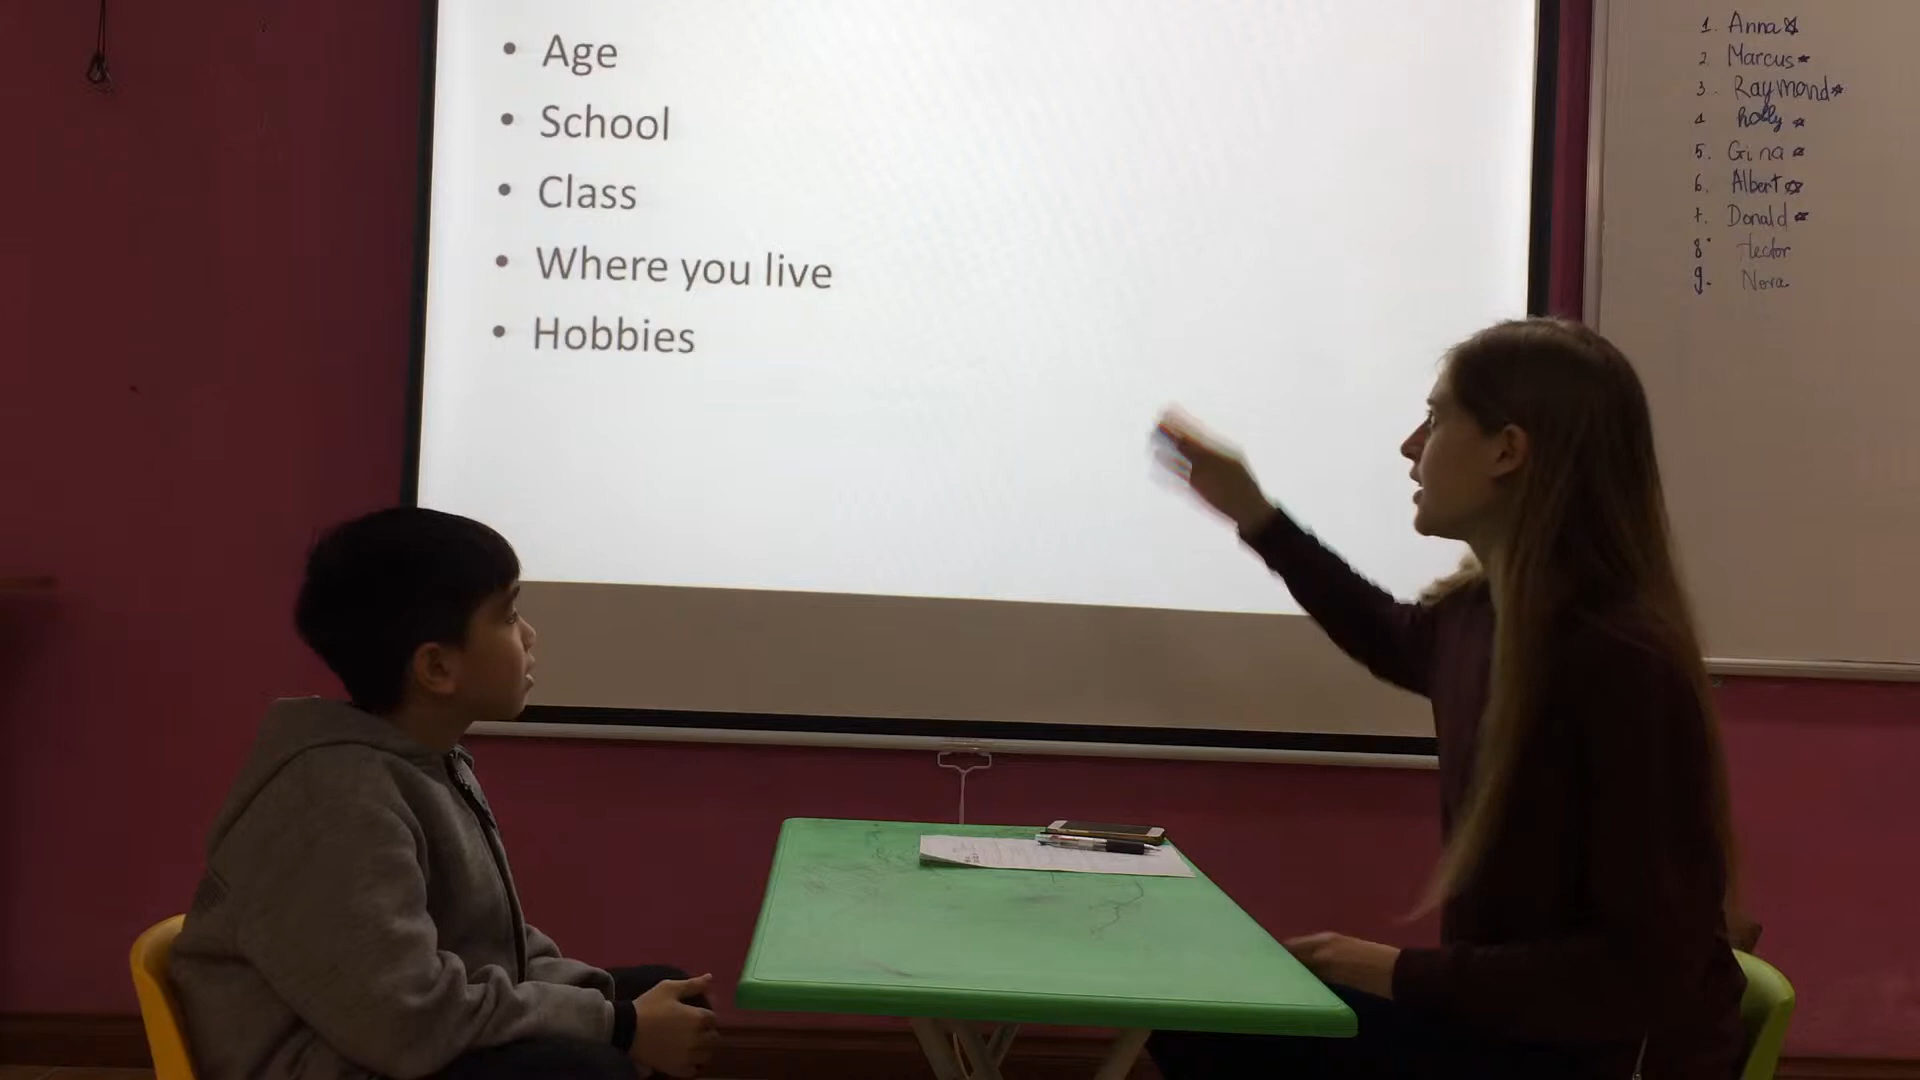 • Age
• School
• Class
• Where you live
• Hobbies
1. Anna
2. Marcus
3. Raymond
4 Rolly
5. Gina
6. Albert
7. Donald
8. Hector
9. Nora